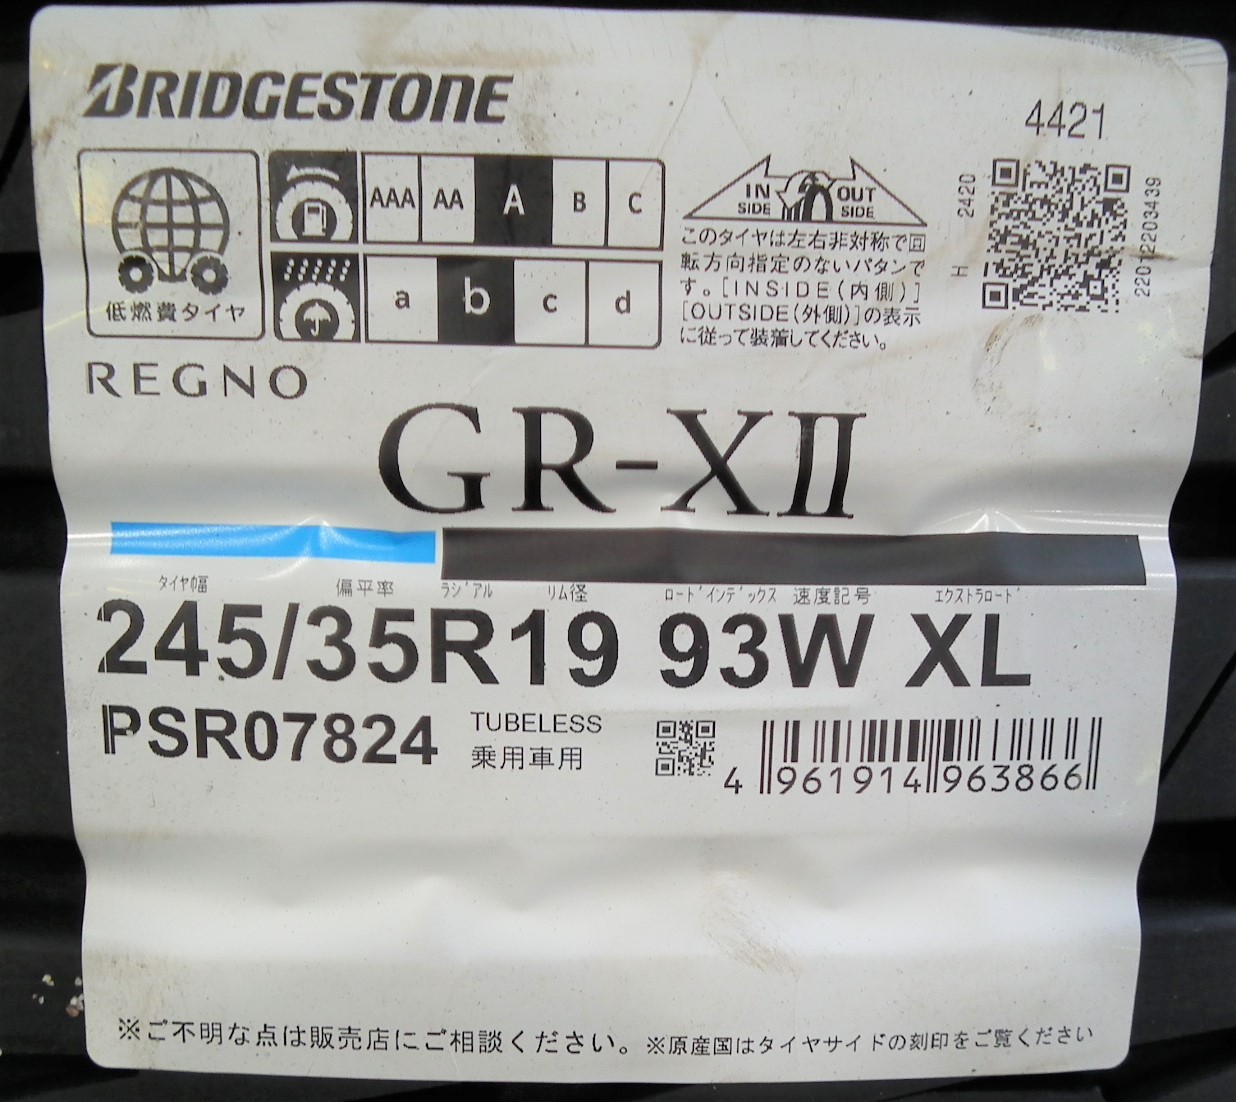 BRIDGESTONE
4421
低燃費タイヤ
AAA AA A B C
a b c d
IN SIDE OUT SIDE
このタイヤは左右非対称で回
転方向指定のないパタンで
す。[INSIDE(内側)]
[OUTSIDE(外側)]の表示
に従って装着してください。
H -2420
22012203439
REGNO
GR-XII
タイヤ幅 偏平率 ラジアル リム径 ロードインデックス 速度記号 エクストラロード
245/35R19 93W XL
PSR07824
TUBELESS
乗用車用
4 961914 963866
※ご不明な点は販売店にご相談ください。 ※原産国はタイヤサイドの刻印をご覧ください